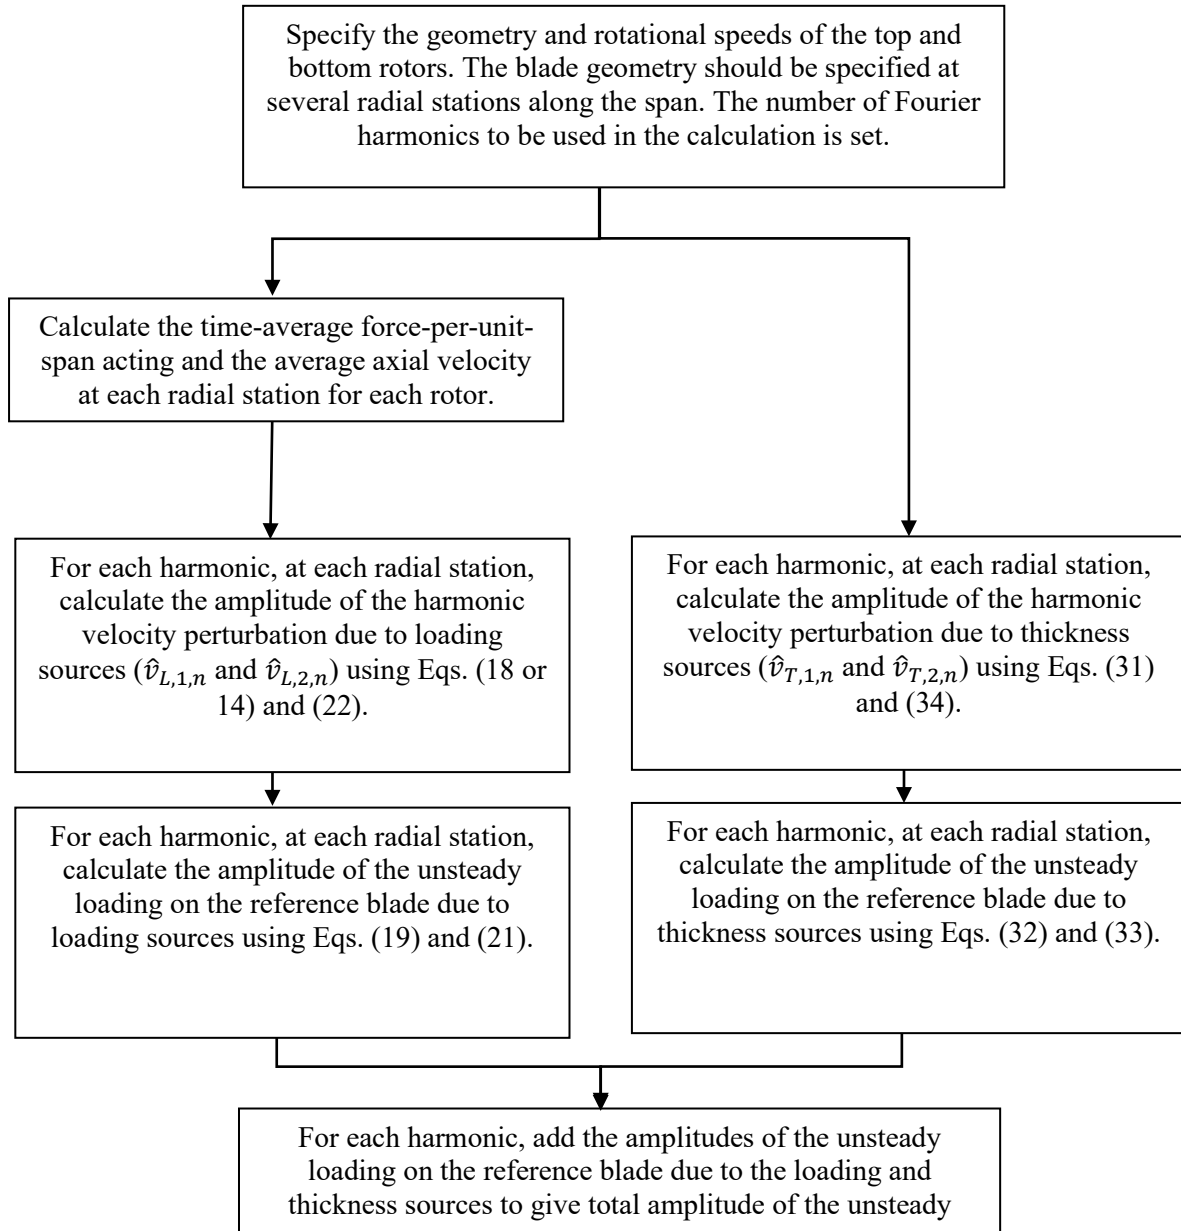 Specify the geometry and rotational speeds of the top and
bottom rotors. The blade geometry should be specified at
several radial stations along the span. The number of Fourier
harmonics to be used in the calculation is set.
Calculate the time-average force-per-unit-
span acting and the average axial velocity
at each radial station for each rotor.
For each harmonic, at each radial station,
calculate the amplitude of the harmonic
velocity perturbation due to loading
sources (v̂_{L,1,n} and v̂_{L,2,n}) using Eqs. (18 or
14) and (22).
For each harmonic, at each radial station,
calculate the amplitude of the harmonic
velocity perturbation due to thickness
sources (v̂_{T,1,n} and v̂_{T,2,n}) using Eqs. (31)
and (34).
For each harmonic, at each radial station,
calculate the amplitude of the unsteady
loading on the reference blade due to
loading sources using Eqs. (19) and (21).
For each harmonic, at each radial station,
calculate the amplitude of the unsteady
loading on the reference blade due to
thickness sources using Eqs. (32) and (33).
For each harmonic, add the amplitudes of the unsteady
loading on the reference blade due to the loading and
thickness sources to give total amplitude of the unsteady